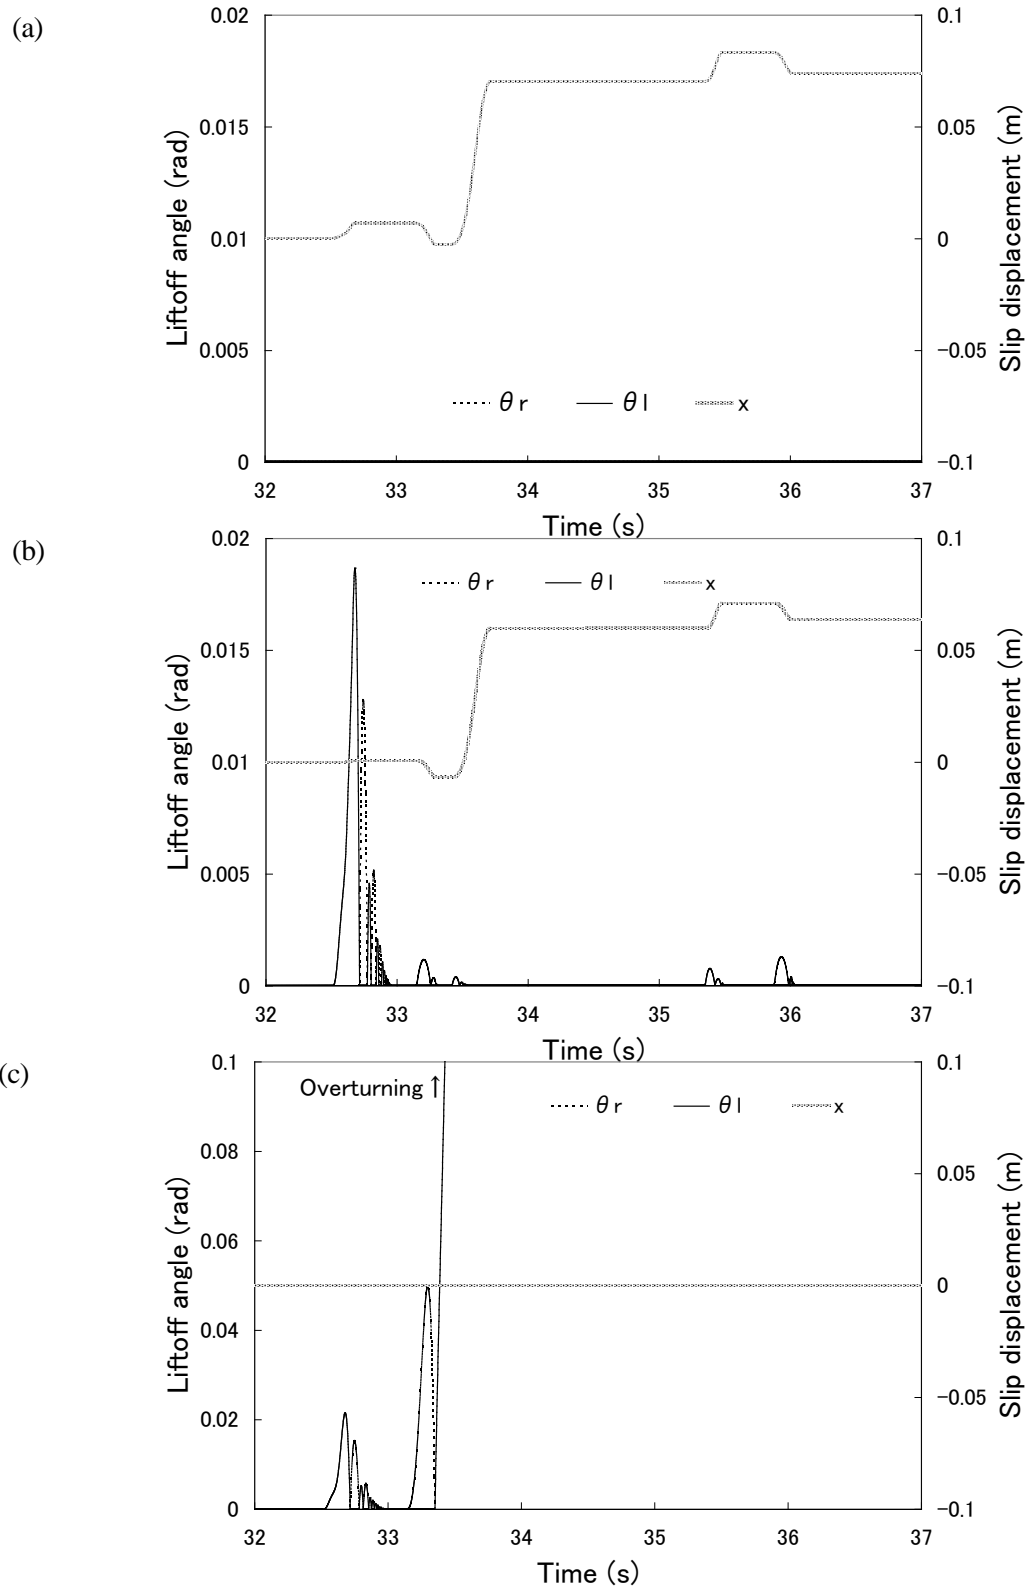 (a)
0.02
0.015
0.01
0.005
0
Liftoff angle (rad)
0.1
0.05
0
-0.05
-0.1
Slip displacement (m)
θr θl x
32 33 34 35 36 37
Time (s)
(b)
0.02
0.015
0.01
0.005
0
Liftoff angle (rad)
0.1
0.05
0
-0.05
-0.1
Slip displacement (m)
θr θl x
32 33 34 35 36 37
Time (s)
(c)
0.1
0.08
0.06
0.04
0.02
0
Liftoff angle (rad)
0.1
0.05
0
-0.05
-0.1
Slip displacement (m)
Overturning ↑
θr θl x
32 33 34 35 36 37
Time (s)